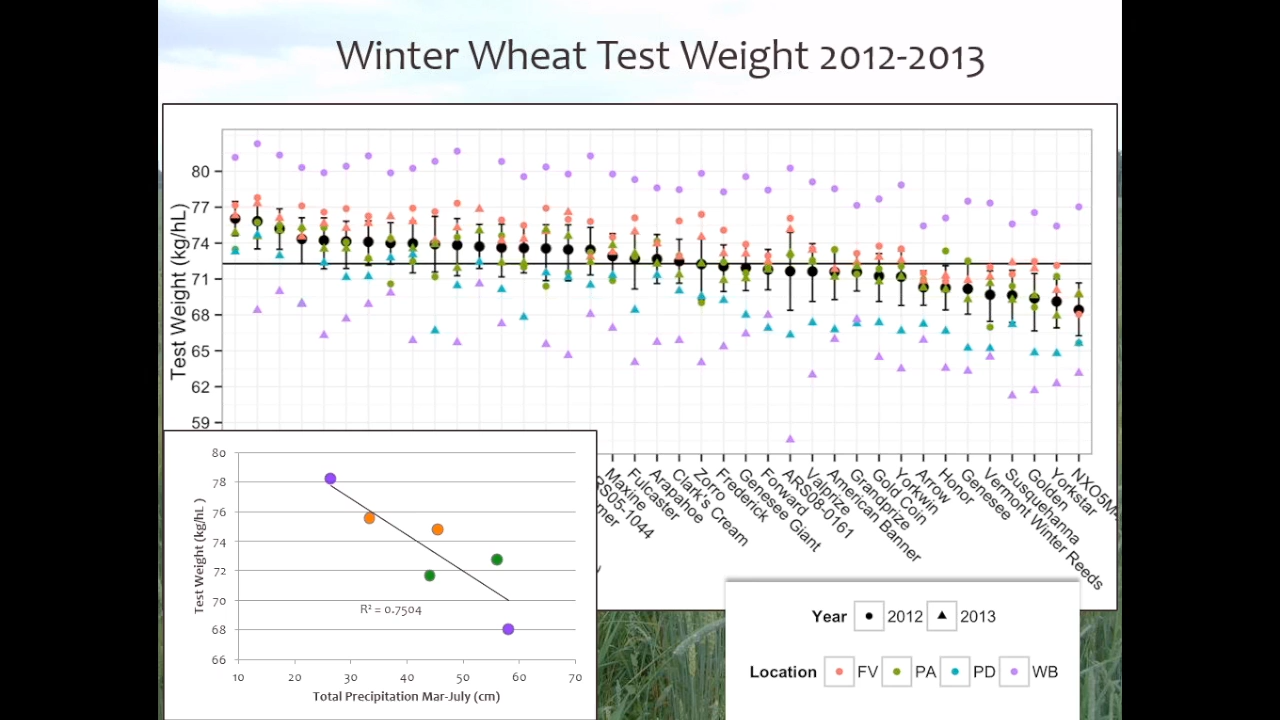 Winter Wheat Test Weight 2012-2013
Test Weight (kg/hL)
80
77
74
71
68
65
62
59
RS05-1044
Maxine
Fulcaster
Arapahoe
Clark's Cream
Zorro
Frederick
Genesee Giant
Forward
ARS08-0161
Valprize
American Banner
Grandprize
Gold Coin
Yorkwin
Arrow
Honor
Genesee
Vermont Winter Reeds
Susquehanna
Golden
Yorkstar
NXO5M
Test Weight (kg/hL )
80
78
76
74
72
70
68
66
R² = 0.7504
10 20 30 40 50 60 70
Total Precipitation Mar-July (cm)
Year 2012 2013
Location FV PA PD WB